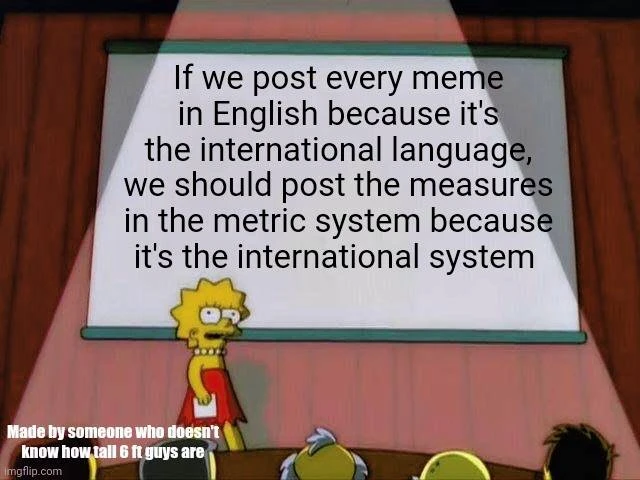 If we post every meme
in English because it's
the international language,
we should post the measures
in the metric system because
it's the international system
Made by someone who doesn't
know how tall 6 ft guys are
imgflip.com